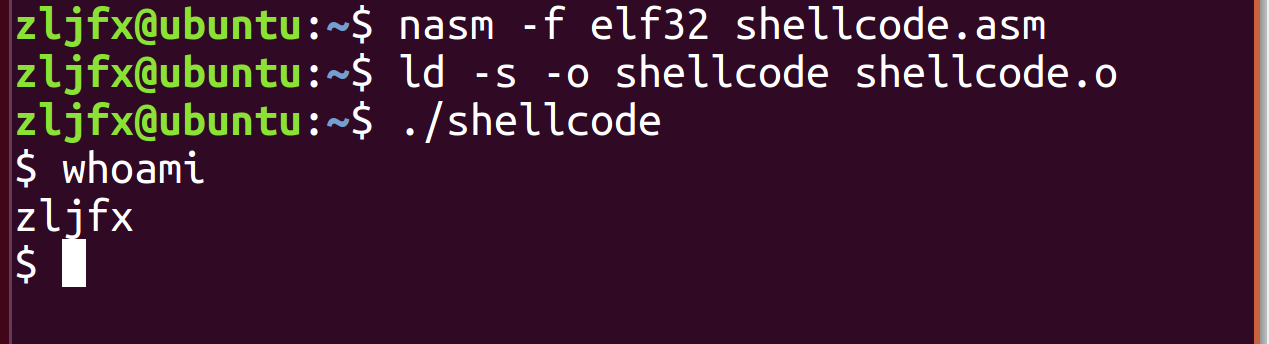 zljfx@ubuntu:~$ nasm -f elf32 shellcode.asm
zljfx@ubuntu:~$ ld -s -o shellcode shellcode.o
zljfx@ubuntu:~$ ./shellcode
$ whoami
zljfx
$